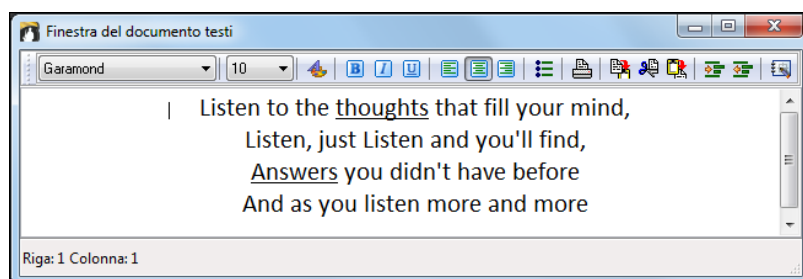 Finestra del documento testi
Garamond 10 B I U
Listen to the thoughts that fill your mind,
Listen, just Listen and you'll find,
Answers you didn't have before
And as you listen more and more
Riga: 1 Colonna: 1